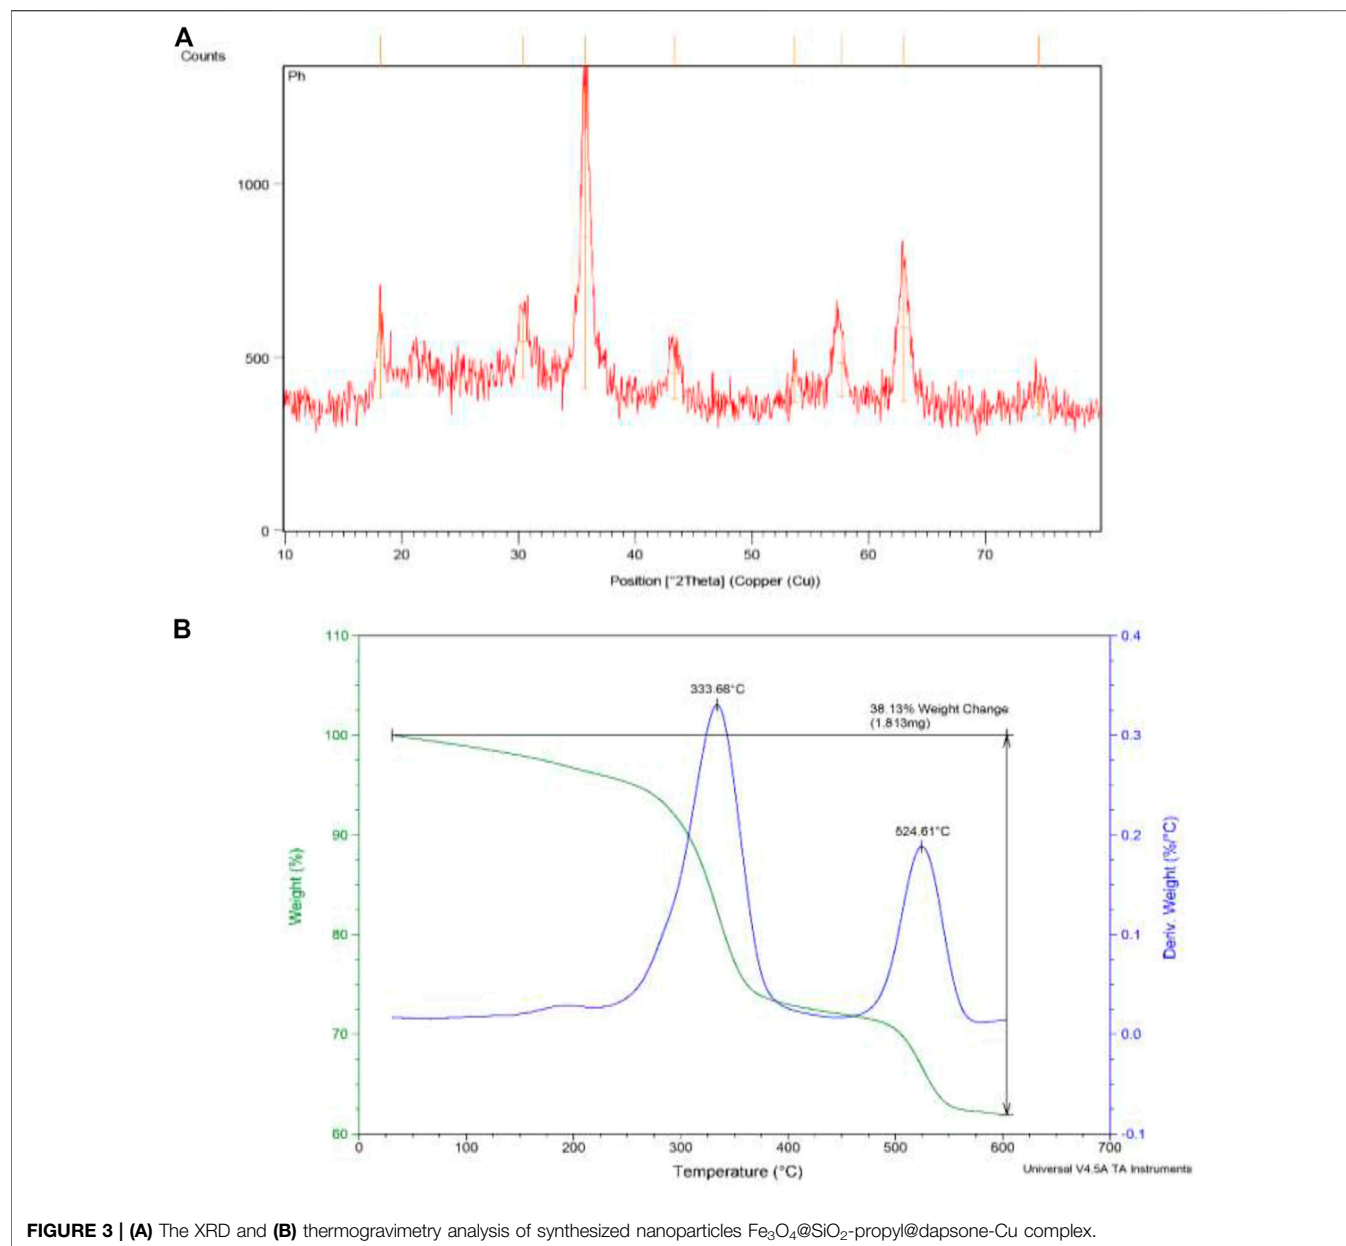 A
Counts
Ph
1000
500
0
10 20 30 40 50 60 70
Position [°2Theta] (Copper (Cu))
B
110
100
90
80
70
60
Weight (%)
333.68°C
38.13% Weight Change
(1.813mg)
524.61°C
0.4
0.3
0.2
0.1
0.0
-0.1
Deriv. Weight (%/°C)
0 100 200 300 400 500 600 700
Temperature (°C)
Universal V4.5A TA Instruments
FIGURE 3 | (A) The XRD and (B) thermogravimetry analysis of synthesized nanoparticles Fe₃O₄@SiO₂-propyl@dapsone-Cu complex.